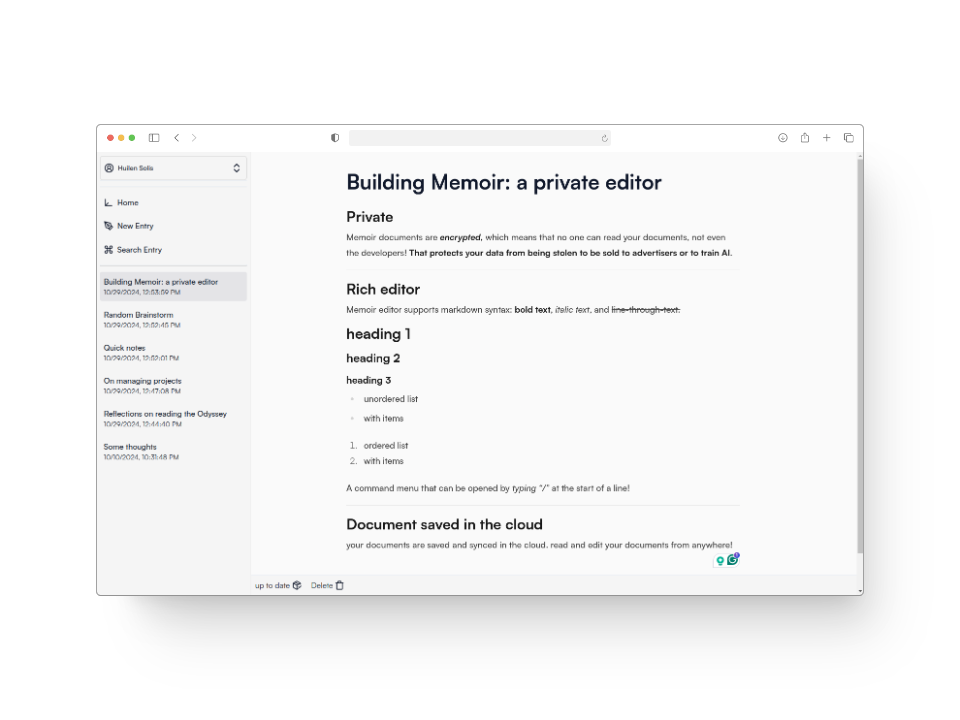 Huilen Solis
Home
New Entry
Search Entry
Building Memoir: a private editor
10/29/2024, 12:53:59 PM
Random Brainstorm
10/29/2024, 12:52:45 PM
Quick notes
10/29/2024, 12:52:01 PM
On managing projects
10/29/2024, 12:47:08 PM
Reflections on reading the Odyssey
10/29/2024, 12:44:40 PM
Some thoughts
10/10/2024, 10:31:48 PM
Building Memoir: a private editor
Private
Memoir documents are encrypted, which means that no one can read your documents, not even
the developers! That protects your data from being stolen to be sold to advertisers or to train AI.
Rich editor
Memoir editor supports markdown syntax: bold text, italic text, and line-through-text.
heading 1
heading 2
heading 3
unordered list
with items
1. ordered list
2. with items
A command menu that can be opened by typing "/" at the start of a line!
Document saved in the cloud
your documents are saved and synced in the cloud. read and edit your documents from anywhere!
up to date
Delete